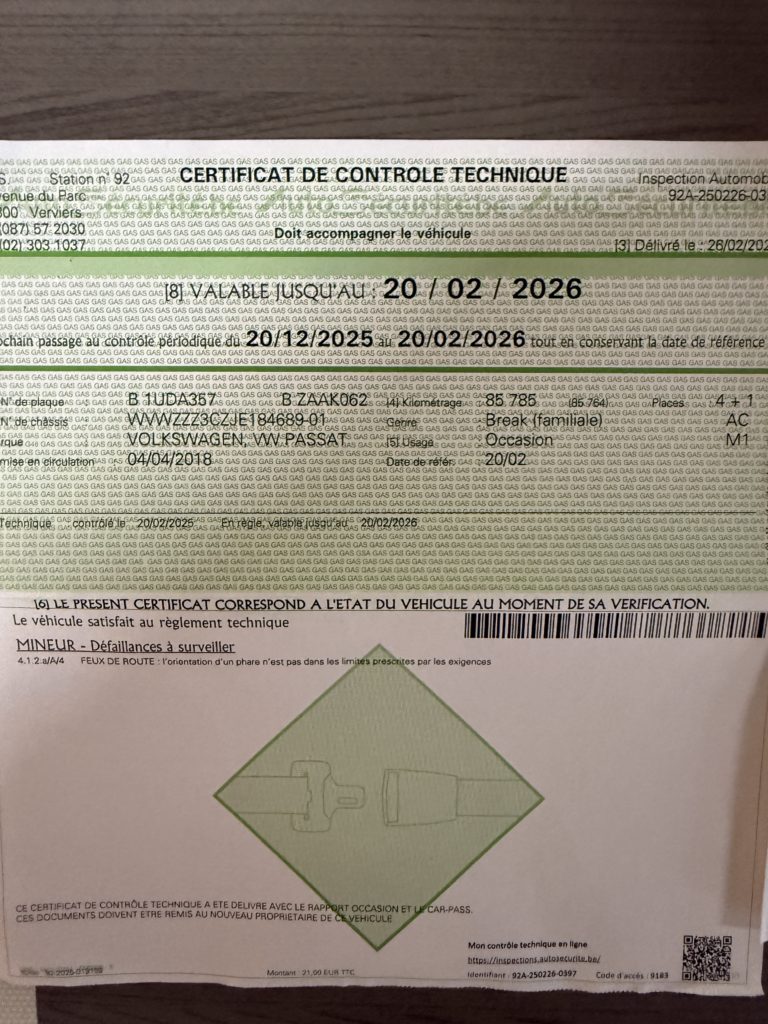 Station n° 92 CERTIFICAT DE CONTROLE TECHNIQUE Inspection Automob
venue du Parc 92A-250226-03
800 Verviers
(087) 57 2030 Doit accompagner le véhicule
(02) 303 1037 [3] Délivré le : 26/02/202
[8] VALABLE JUSQU'AU : 20 / 02 / 2026
ochain passage au contrôle périodique du 20/12/2025 au 20/02/2026 tout en conservant la date de référence
N° de plaque B 1UDA357 B ZAAK062 [4] Kilométrage 85 785 (85 764) Places 4 + 1
N° de châssis WVWZZZ3CZJE184689-01 Genre Break (familiale) AC
rque VOLKSWAGEN, VW PASSAT [5] Usage Occasion M1
mise en circulation 04/04/2018 Date de référ. 20/02
Technique contrôlé le 20/02/2025 En règle, valable jusqu'au 20/02/2026
[6] LE PRESENT CERTIFICAT CORRESPOND A L'ETAT DU VEHICULE AU MOMENT DE SA VERIFICATION.
Le véhicule satisfait au règlement technique
MINEUR - Défaillances à surveiller
4.1.2.a/A/4 FEUX DE ROUTE : l'orientation d'un phare n'est pas dans les limites prescrites par les exigences
CE CERTIFICAT DE CONTRÔLE TECHNIQUE A ETE DELIVRE AVEC LE RAPPORT OCCASION ET LE CAR-PASS.
CES DOCUMENTS DOIVENT ETRE REMIS AU NOUVEAU PROPRIETAIRE DE CE VEHICULE
Mon contrôle technique en ligne
https://inspections.autosecurite.be/
Montant : 21,00 EUR TTC Identifiant : 92A-250226-0397 Code d'accès : 9183